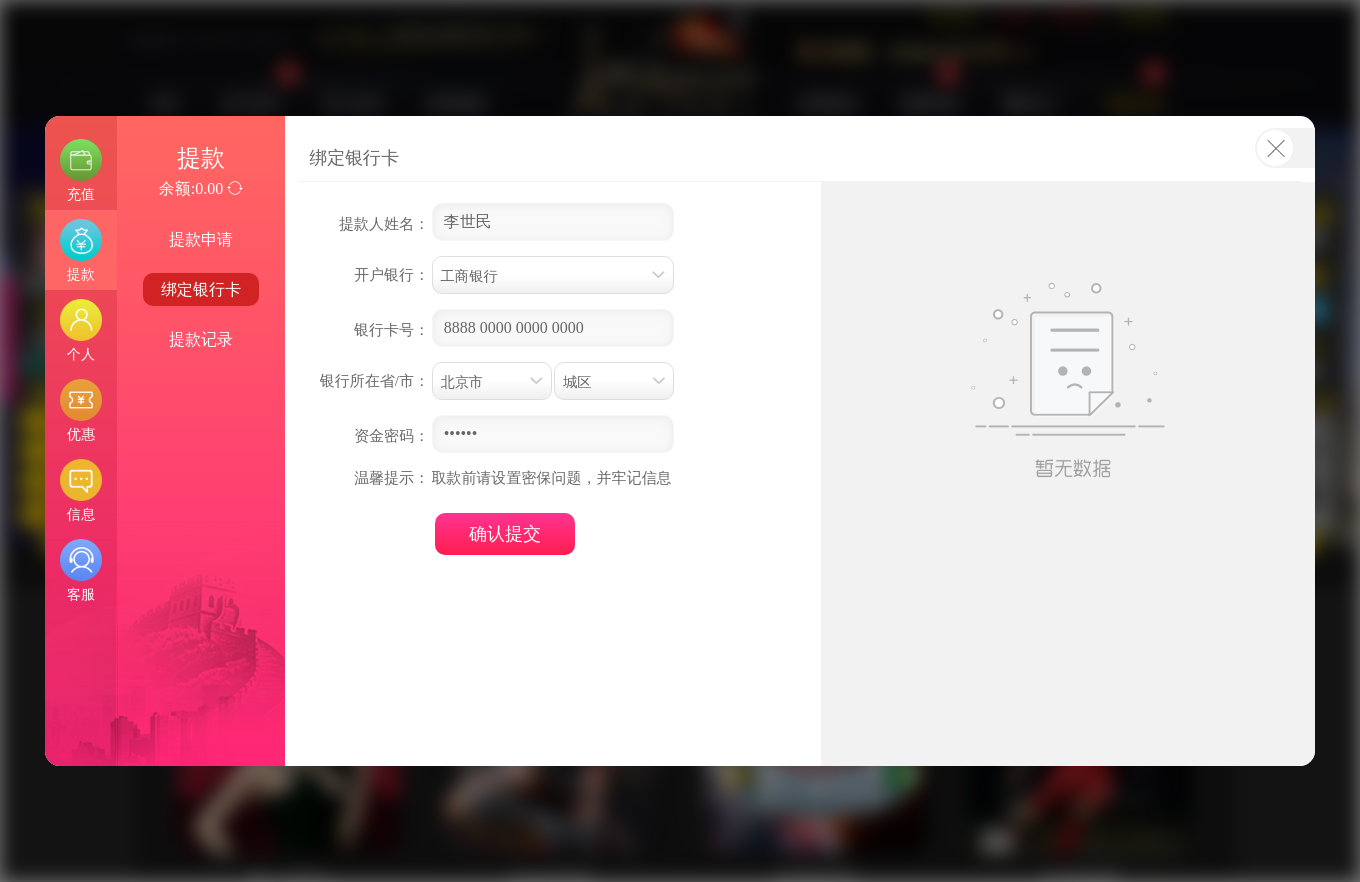 充值
提款
个人
优惠
信息
客服
提款
余额:0.00
提款申请
绑定银行卡
提款记录
绑定银行卡
提款人姓名： 李世民
开户银行： 工商银行
银行卡号： 8888 0000 0000 0000
银行所在省/市： 北京市 城区
资金密码： ••••••
温馨提示： 取款前请设置密保问题，并牢记信息
确认提交
暂无数据